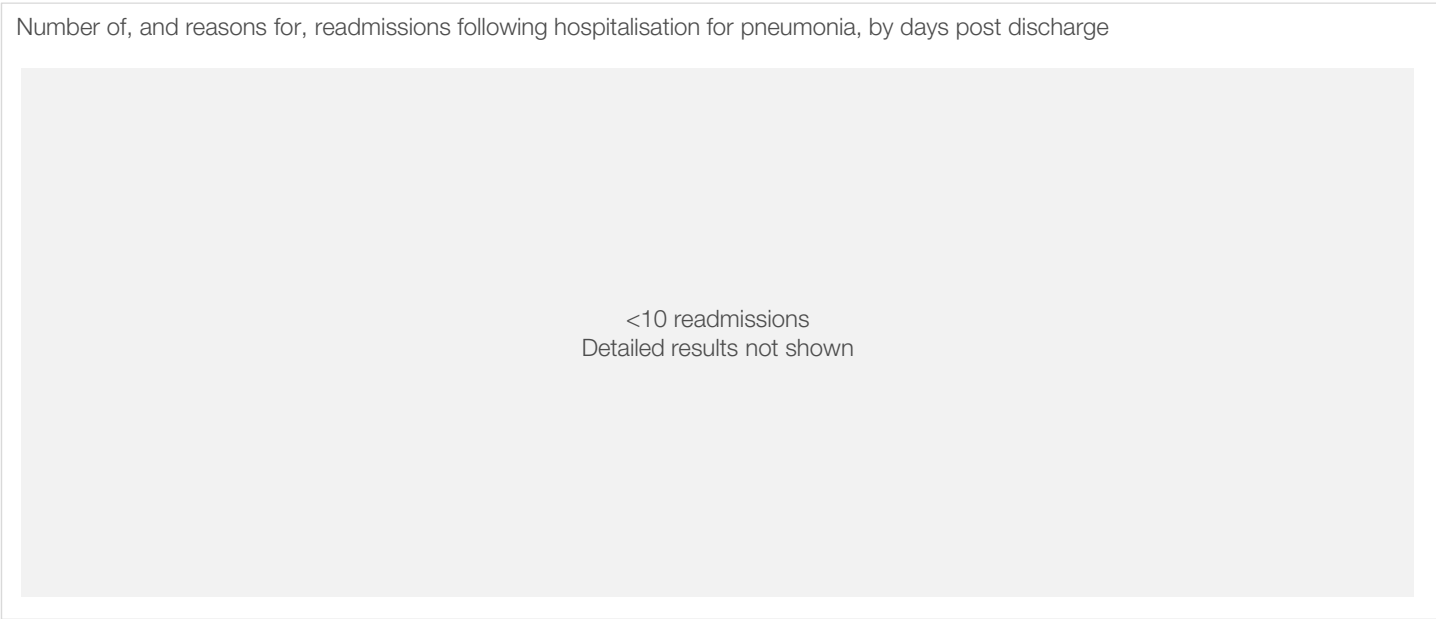 Number of, and reasons for, readmissions following hospitalisation for pneumonia, by days post discharge
<10 readmissions
Detailed results not shown